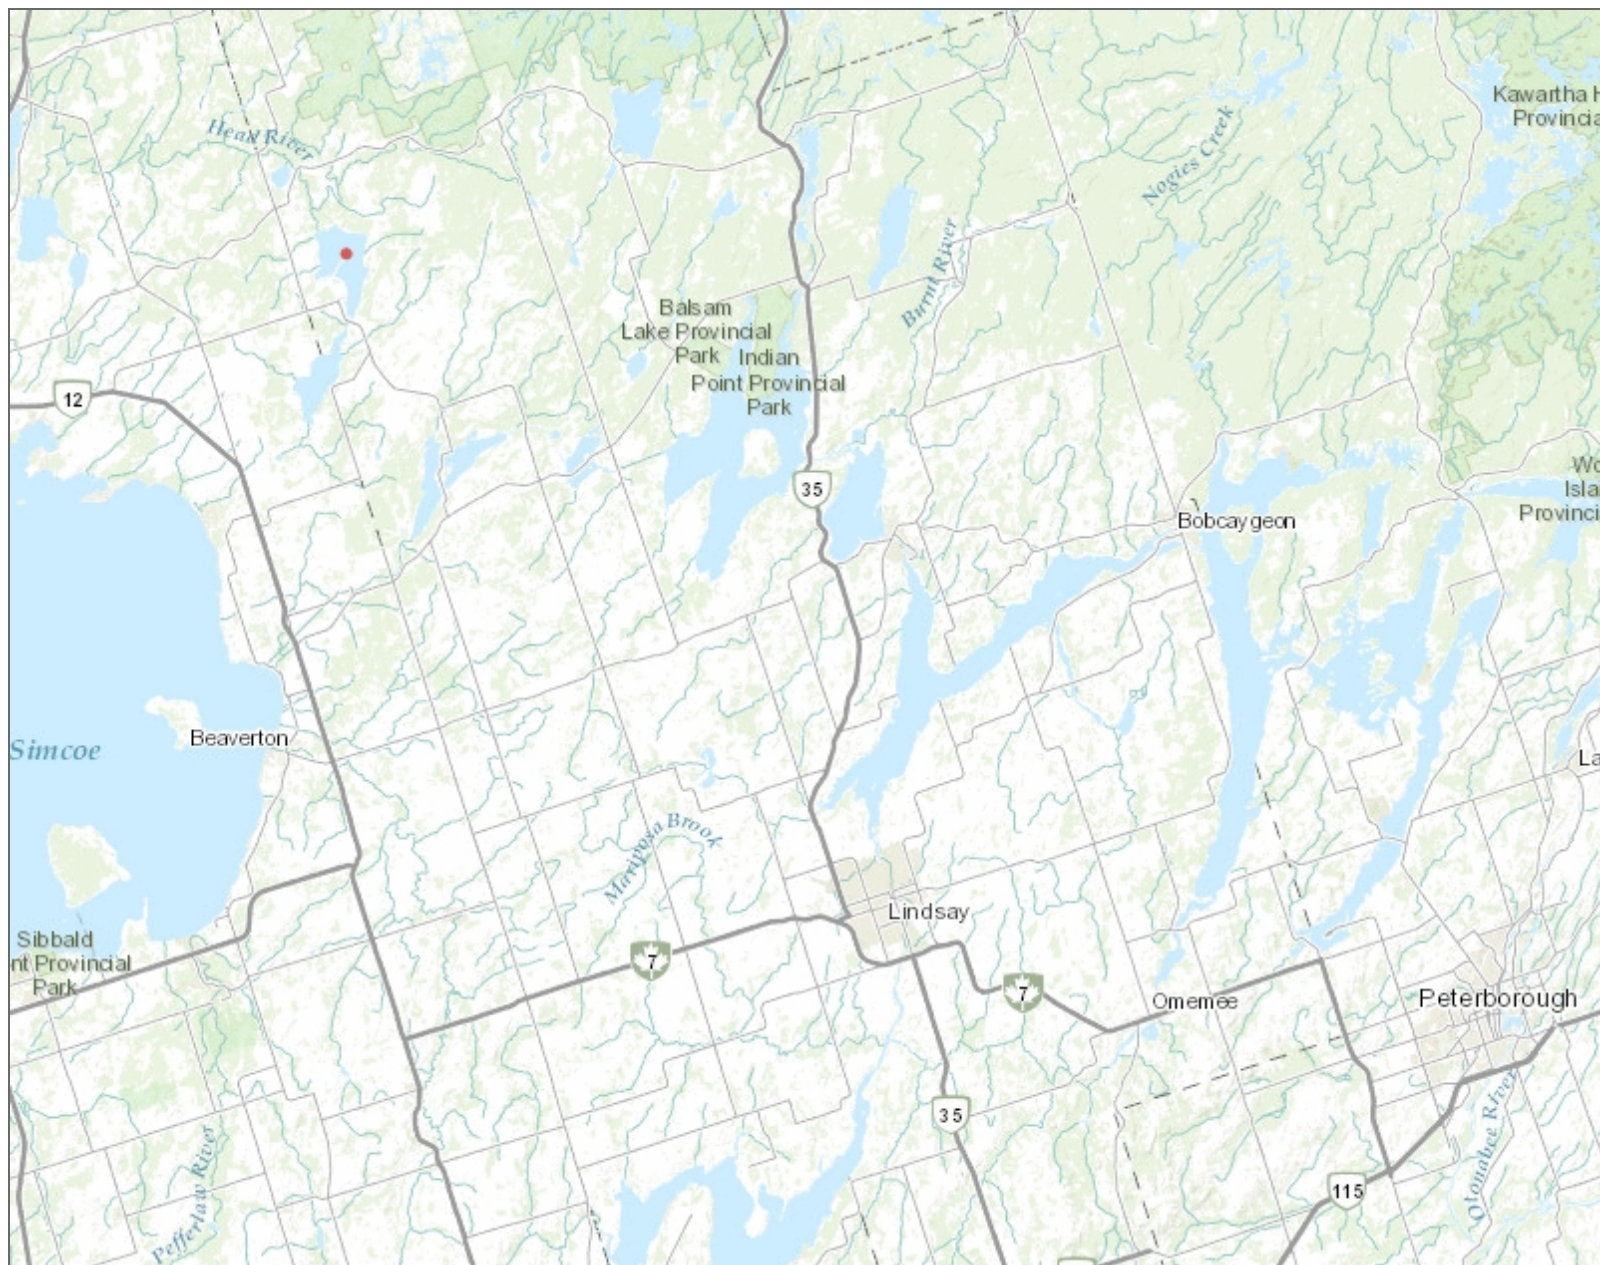 Head River
Nogies Creek
Kawartha H
Provincia
Burnt River
Balsam
Lake Provincial
Park
Indian
Point Provincial
Park
12
35
Wo
Isla
Provinci
Bobcaygeon
Beaverton
Simcoe
La
Mariposa Brook
Lindsay
Sibbald
nt Provincial
Park
7
7
Omemee
Peterborough
35
115
Otonabee River
Pefferlaw River